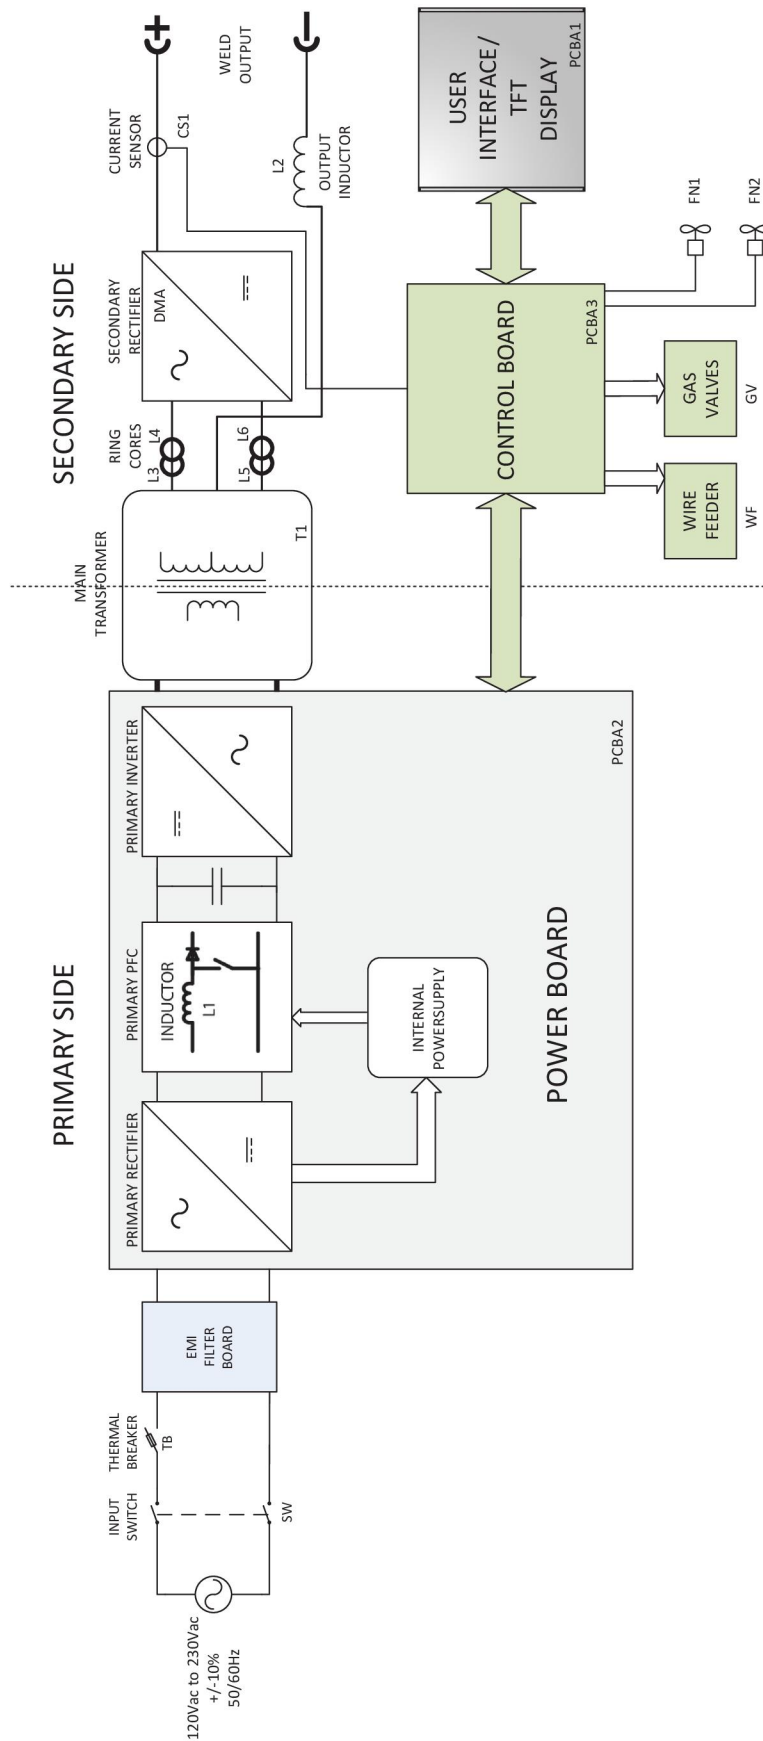 PRIMARY SIDE
SECONDARY SIDE
120Vac to 230Vac
+/-10%
50/60Hz
INPUT
SWITCH
SW
THERMAL
BREAKER
TB
EMI
FILTER
BOARD
PRIMARY RECTIFIER
PRIMARY PFC
INDUCTOR
L1
PRIMARY INVERTER
INTERNAL
POWERSUPPLY
POWER BOARD
PCBA2
MAIN
TRANSFORMER
T1
RING
CORES
L3
L4
L5
L6
SECONDARY
RECTIFIER
DMA
CURRENT
SENSOR
CS1
L2
OUTPUT
INDUCTOR
WELD
OUTPUT
+
−
CONTROL BOARD
PCBA3
USER
INTERFACE/
TFT
DISPLAY
PCBA1
WIRE
FEEDER
WF
GAS
VALVES
GV
FN1
FN2